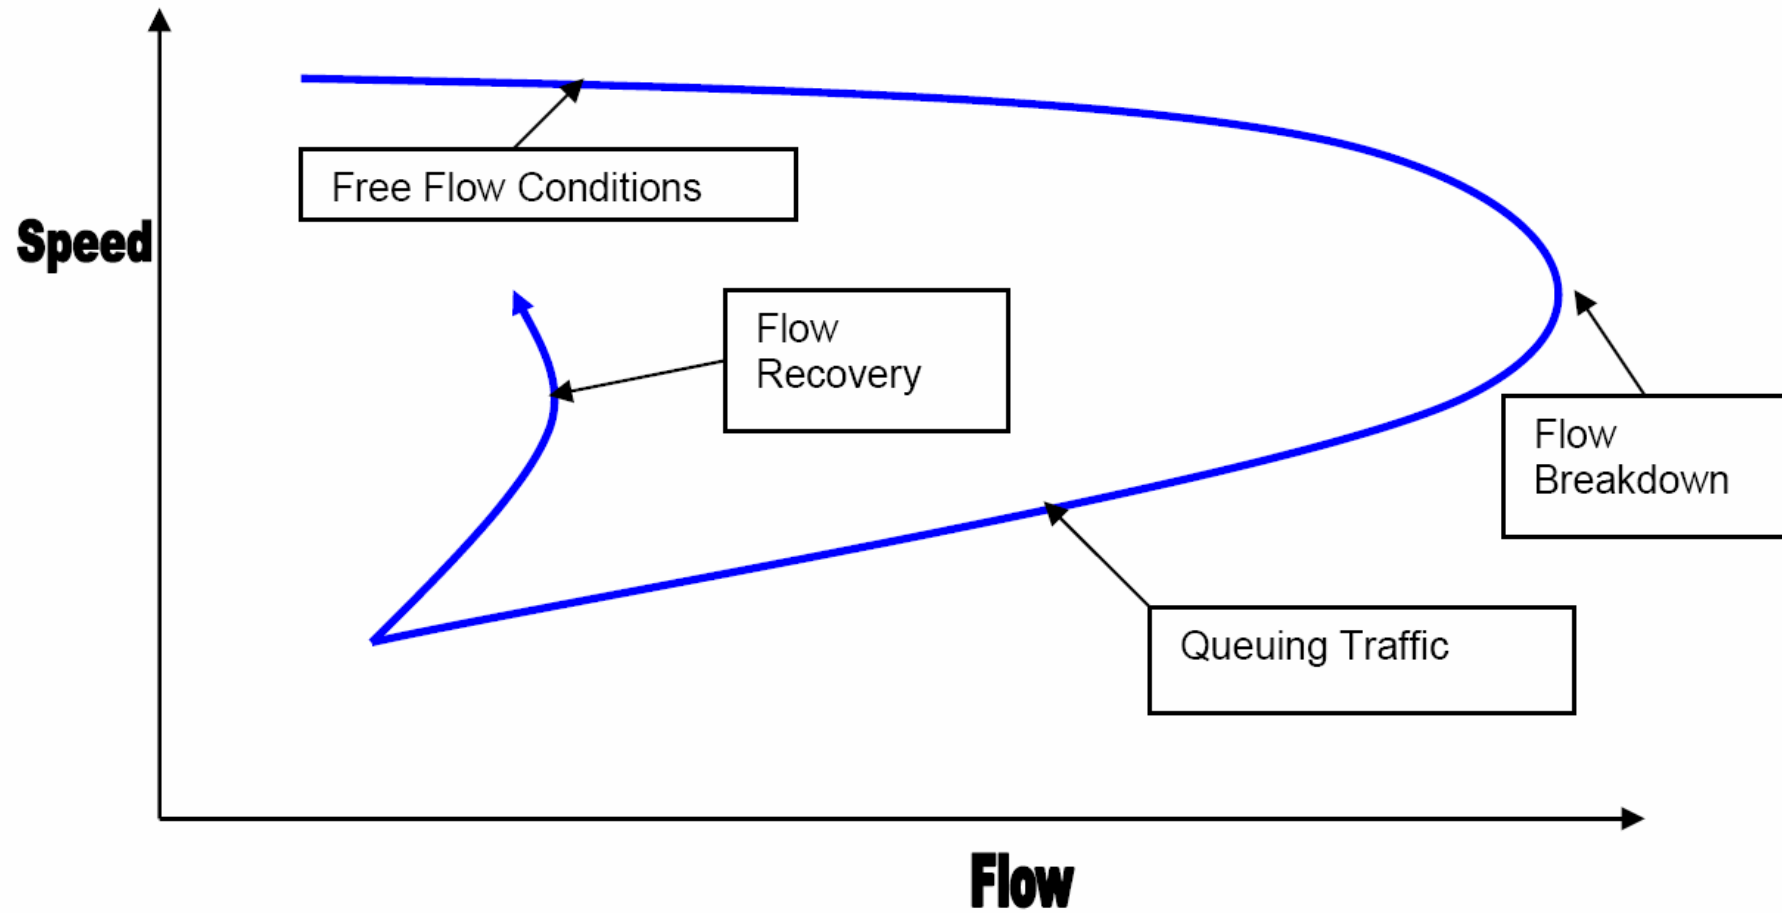 Free Flow Conditions
Speed
Flow
Recovery
Flow
Breakdown
Queuing Traffic
Flow